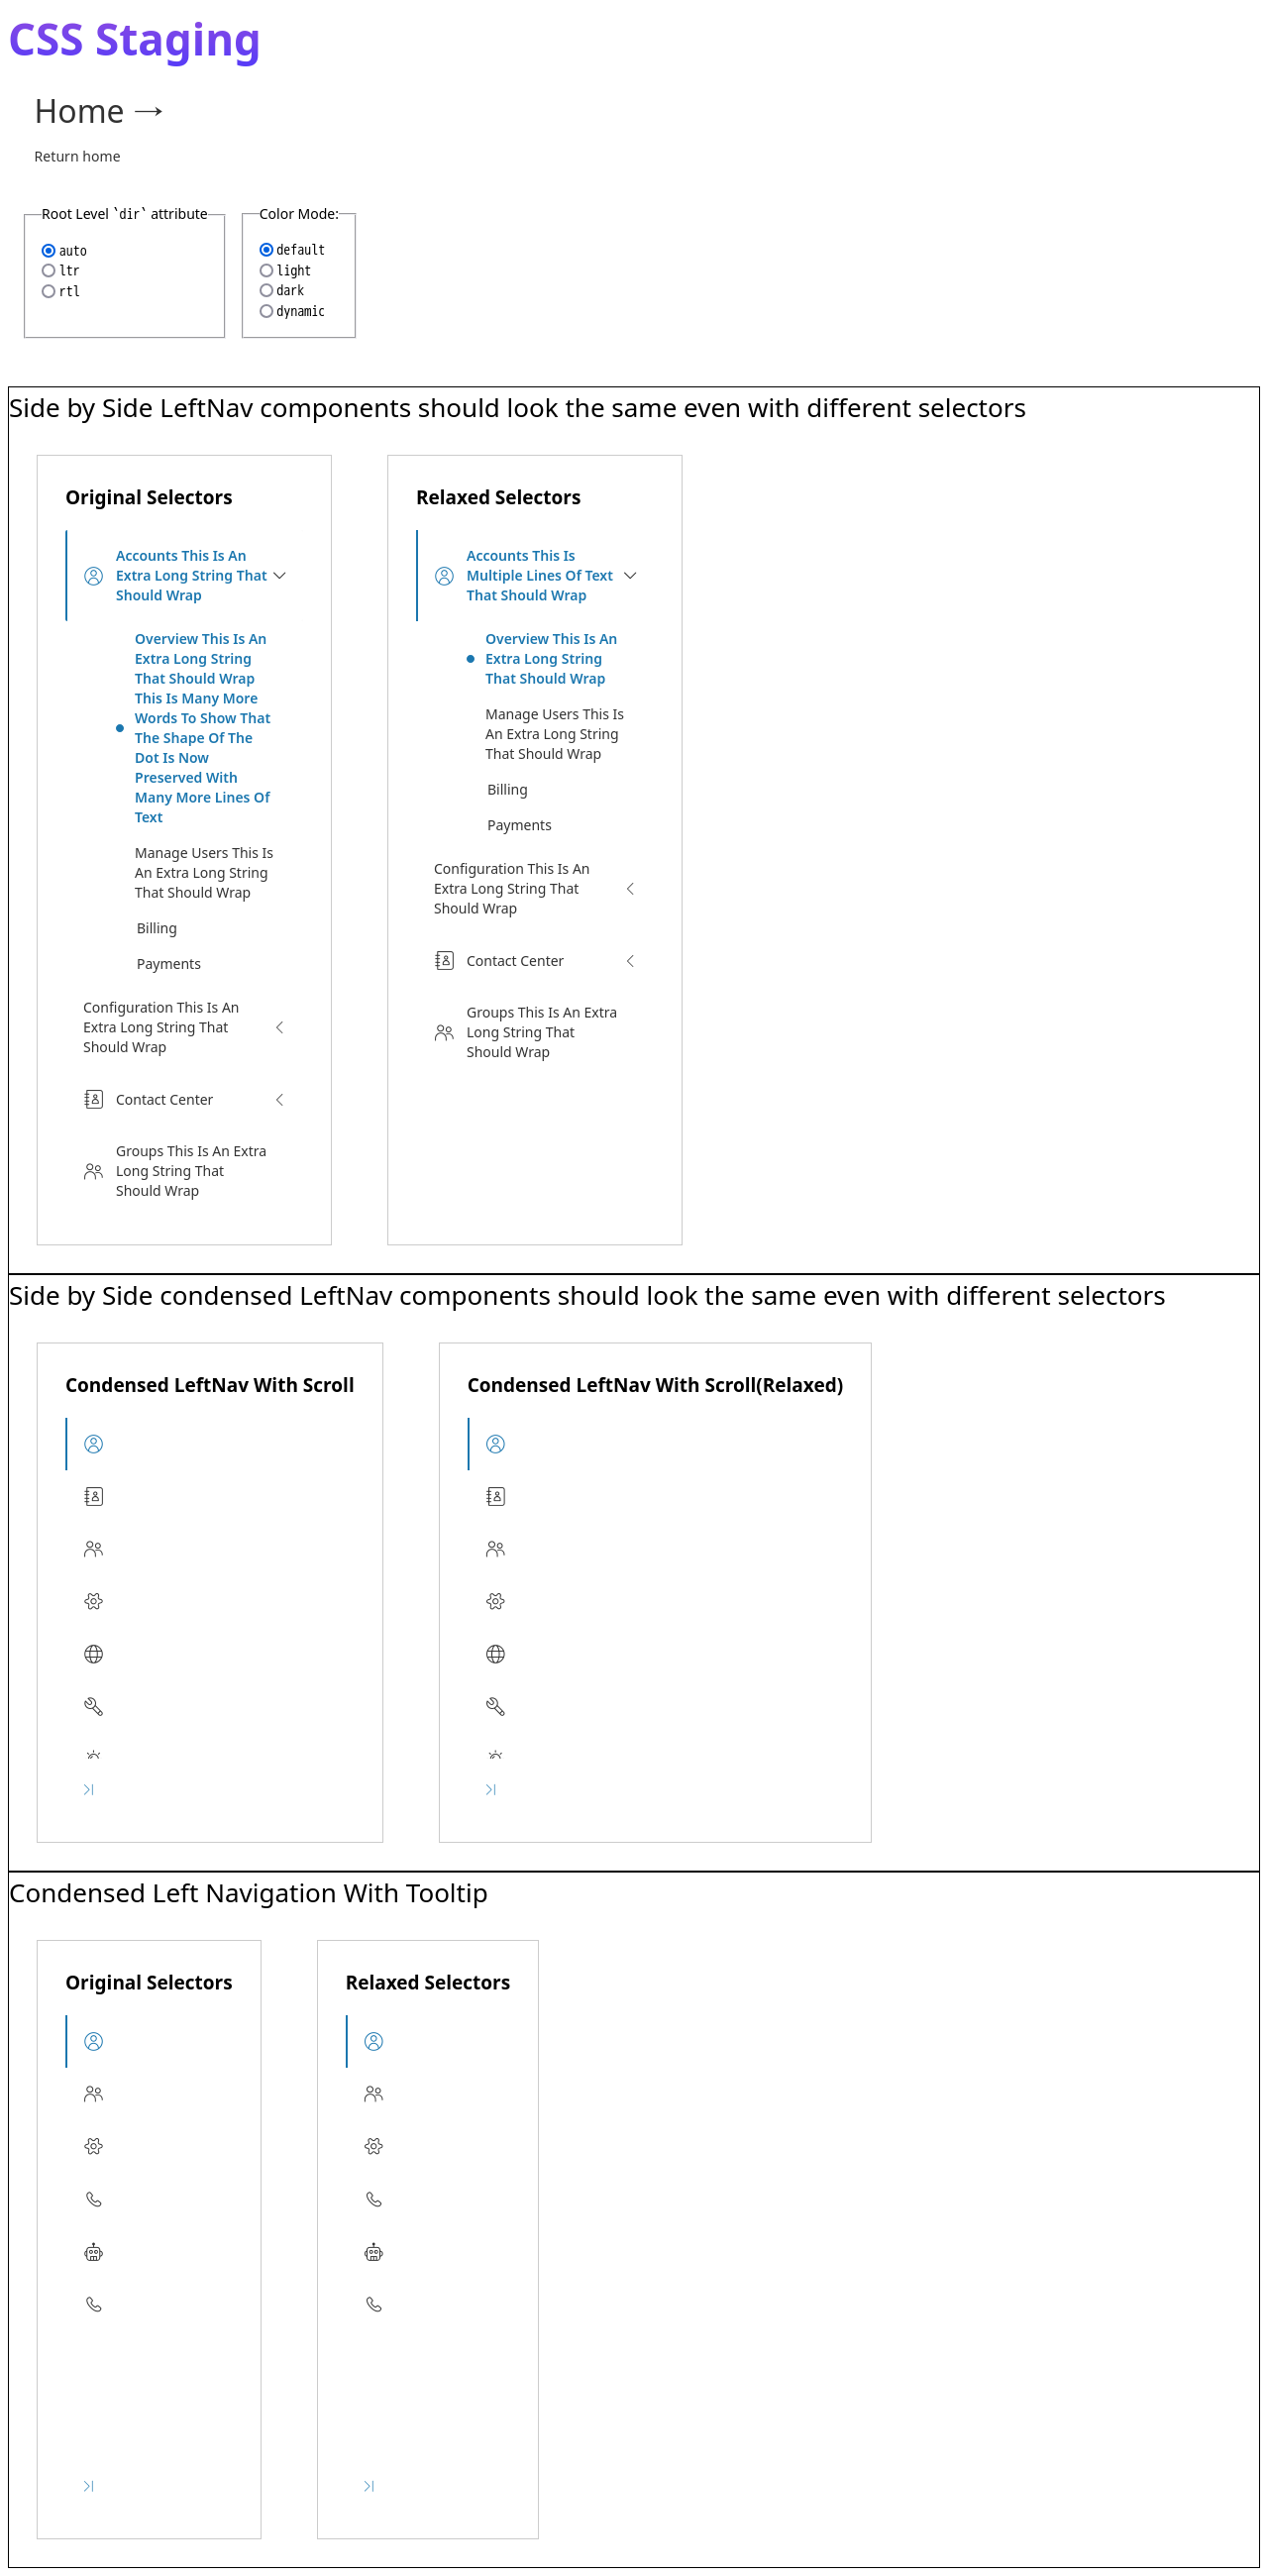 CSS Staging
Home →
Return home
Root Level `dir` attribute
auto
ltr
rtl
Color Mode:
default
light
dark
dynamic
Side by Side LeftNav components should look the same even with different selectors
Original Selectors
Accounts This Is An
Extra Long String That
Should Wrap
Overview This Is An
Extra Long String
That Should Wrap
This Is Many More
Words To Show That
The Shape Of The
Dot Is Now
Preserved With
Many More Lines Of
Text
Manage Users This Is
An Extra Long String
That Should Wrap
Billing
Payments
Configuration This Is An
Extra Long String That
Should Wrap
Contact Center
Groups This Is An Extra
Long String That
Should Wrap
Relaxed Selectors
Accounts This Is
Multiple Lines Of Text
That Should Wrap
Overview This Is An
Extra Long String
That Should Wrap
Manage Users This Is
An Extra Long String
That Should Wrap
Billing
Payments
Configuration This Is An
Extra Long String That
Should Wrap
Contact Center
Groups This Is An Extra
Long String That
Should Wrap
Side by Side condensed LeftNav components should look the same even with different selectors
Condensed LeftNav With Scroll
Condensed LeftNav With Scroll(Relaxed)
Condensed Left Navigation With Tooltip
Original Selectors
Relaxed Selectors